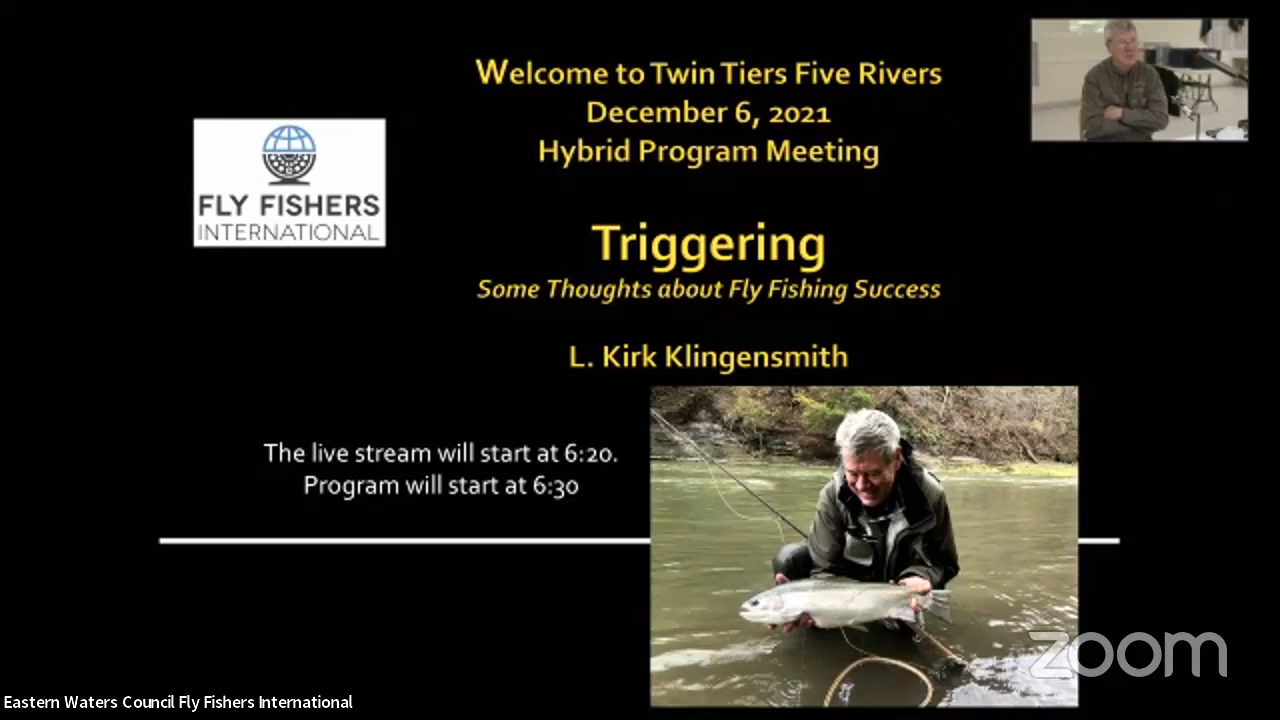 Welcome to Twin Tiers Five Rivers
December 6, 2021
Hybrid Program Meeting
FLY FISHERS
INTERNATIONAL
Triggering
Some Thoughts about Fly Fishing Success
L. Kirk Klingensmith
The live stream will start at 6:20.
Program will start at 6:30
zoom
Eastern Waters Council Fly Fishers International